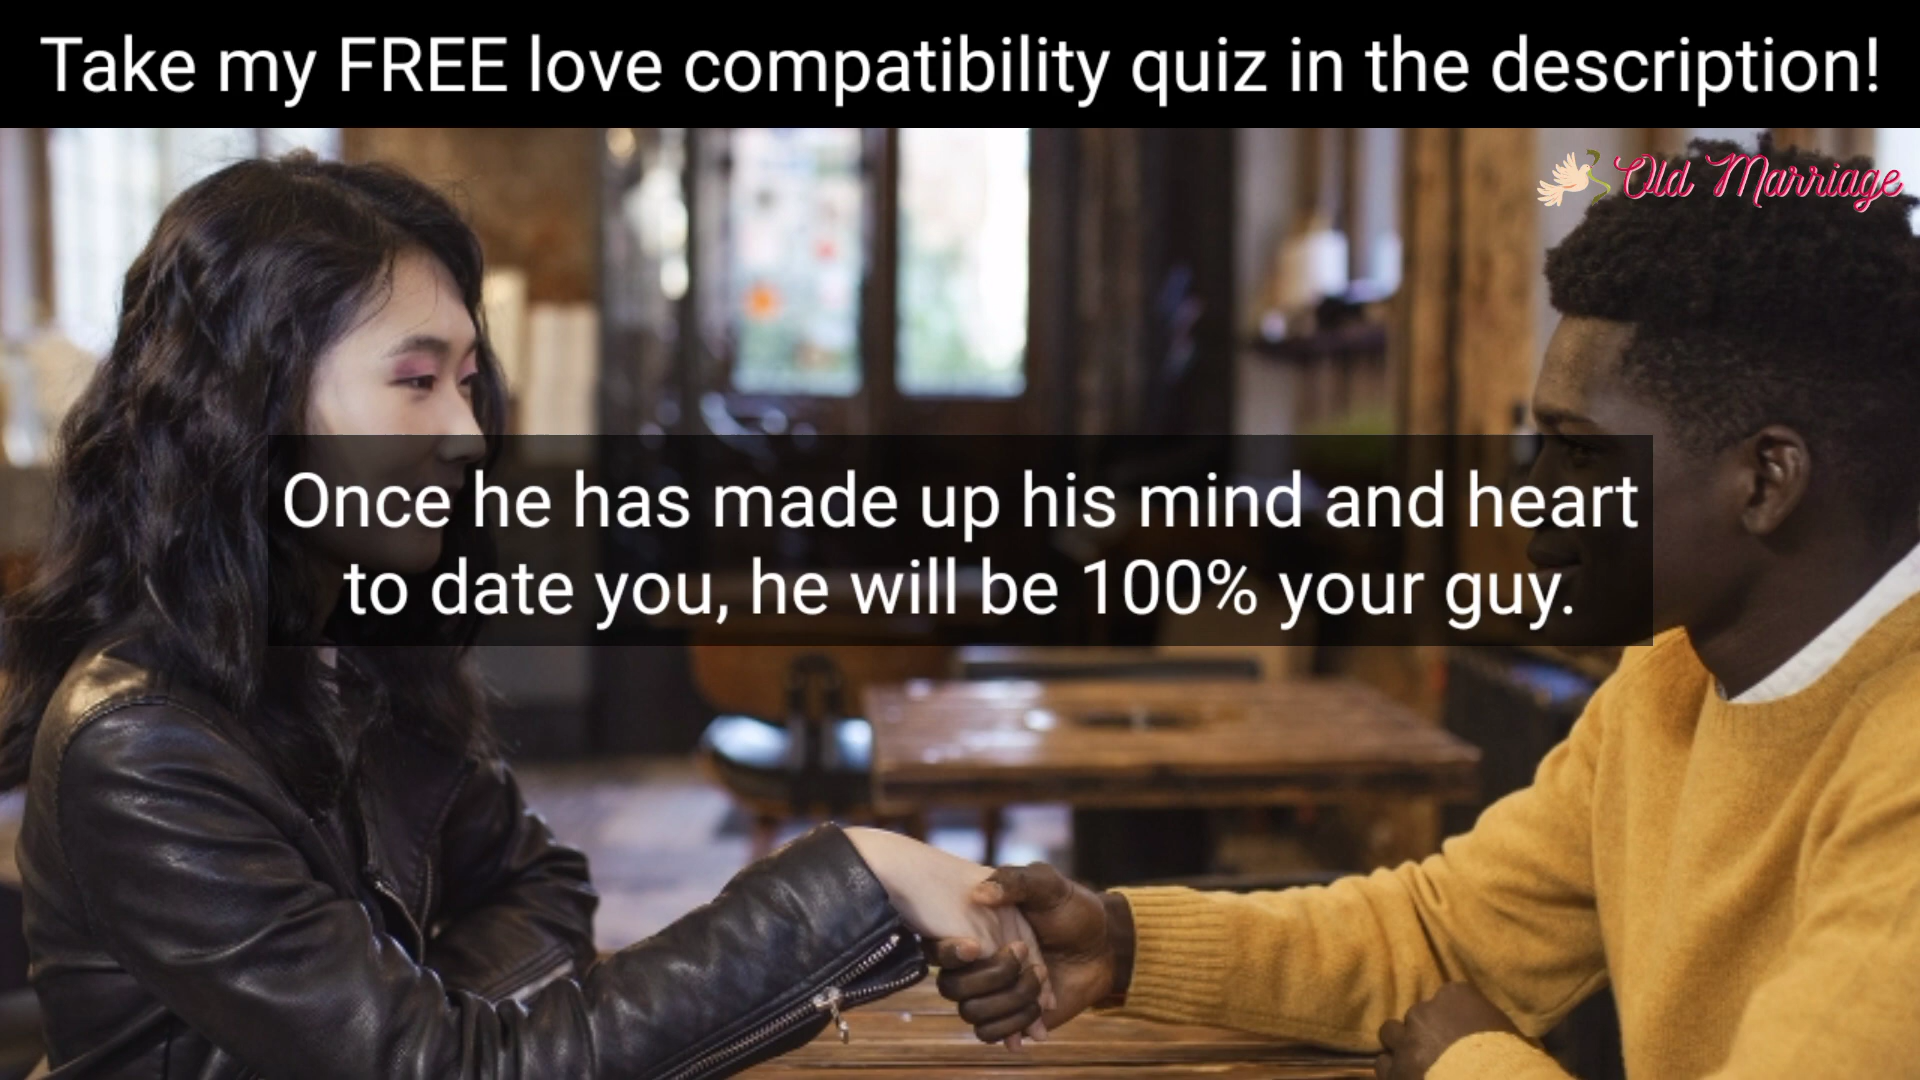 Take my FREE love compatibility quiz in the description!
Old Marriage
Once he has made up his mind and heart
to date you, he will be 100% your guy.